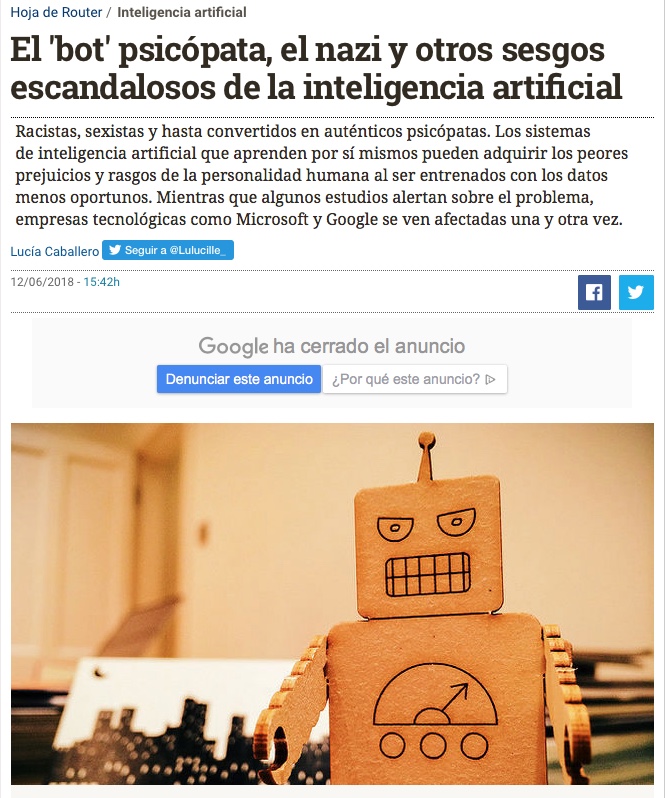 Hoja de Router / Inteligencia artificial
El 'bot' psicópata, el nazi y otros sesgos
escandalosos de la inteligencia artificial
Racistas, sexistas y hasta convertidos en auténticos psicópatas. Los sistemas
de inteligencia artificial que aprenden por sí mismos pueden adquirir los peores
prejuicios y rasgos de la personalidad humana al ser entrenados con los datos
menos oportunos. Mientras que algunos estudios alertan sobre el problema,
empresas tecnológicas como Microsoft y Google se ven afectadas una y otra vez.
Lucía Caballero Seguir a @Lulucille_
12/06/2018 - 15:42h
Google ha cerrado el anuncio
Denunciar este anuncio ¿Por qué este anuncio?